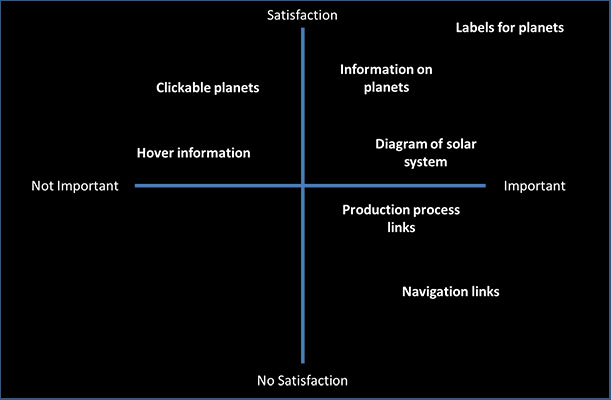 Satisfaction
Labels for planets
Information on
planets
Clickable planets
Diagram of solar
system
Hover information
Not Important
Important
Production process
links
Navigation links
No Satisfaction